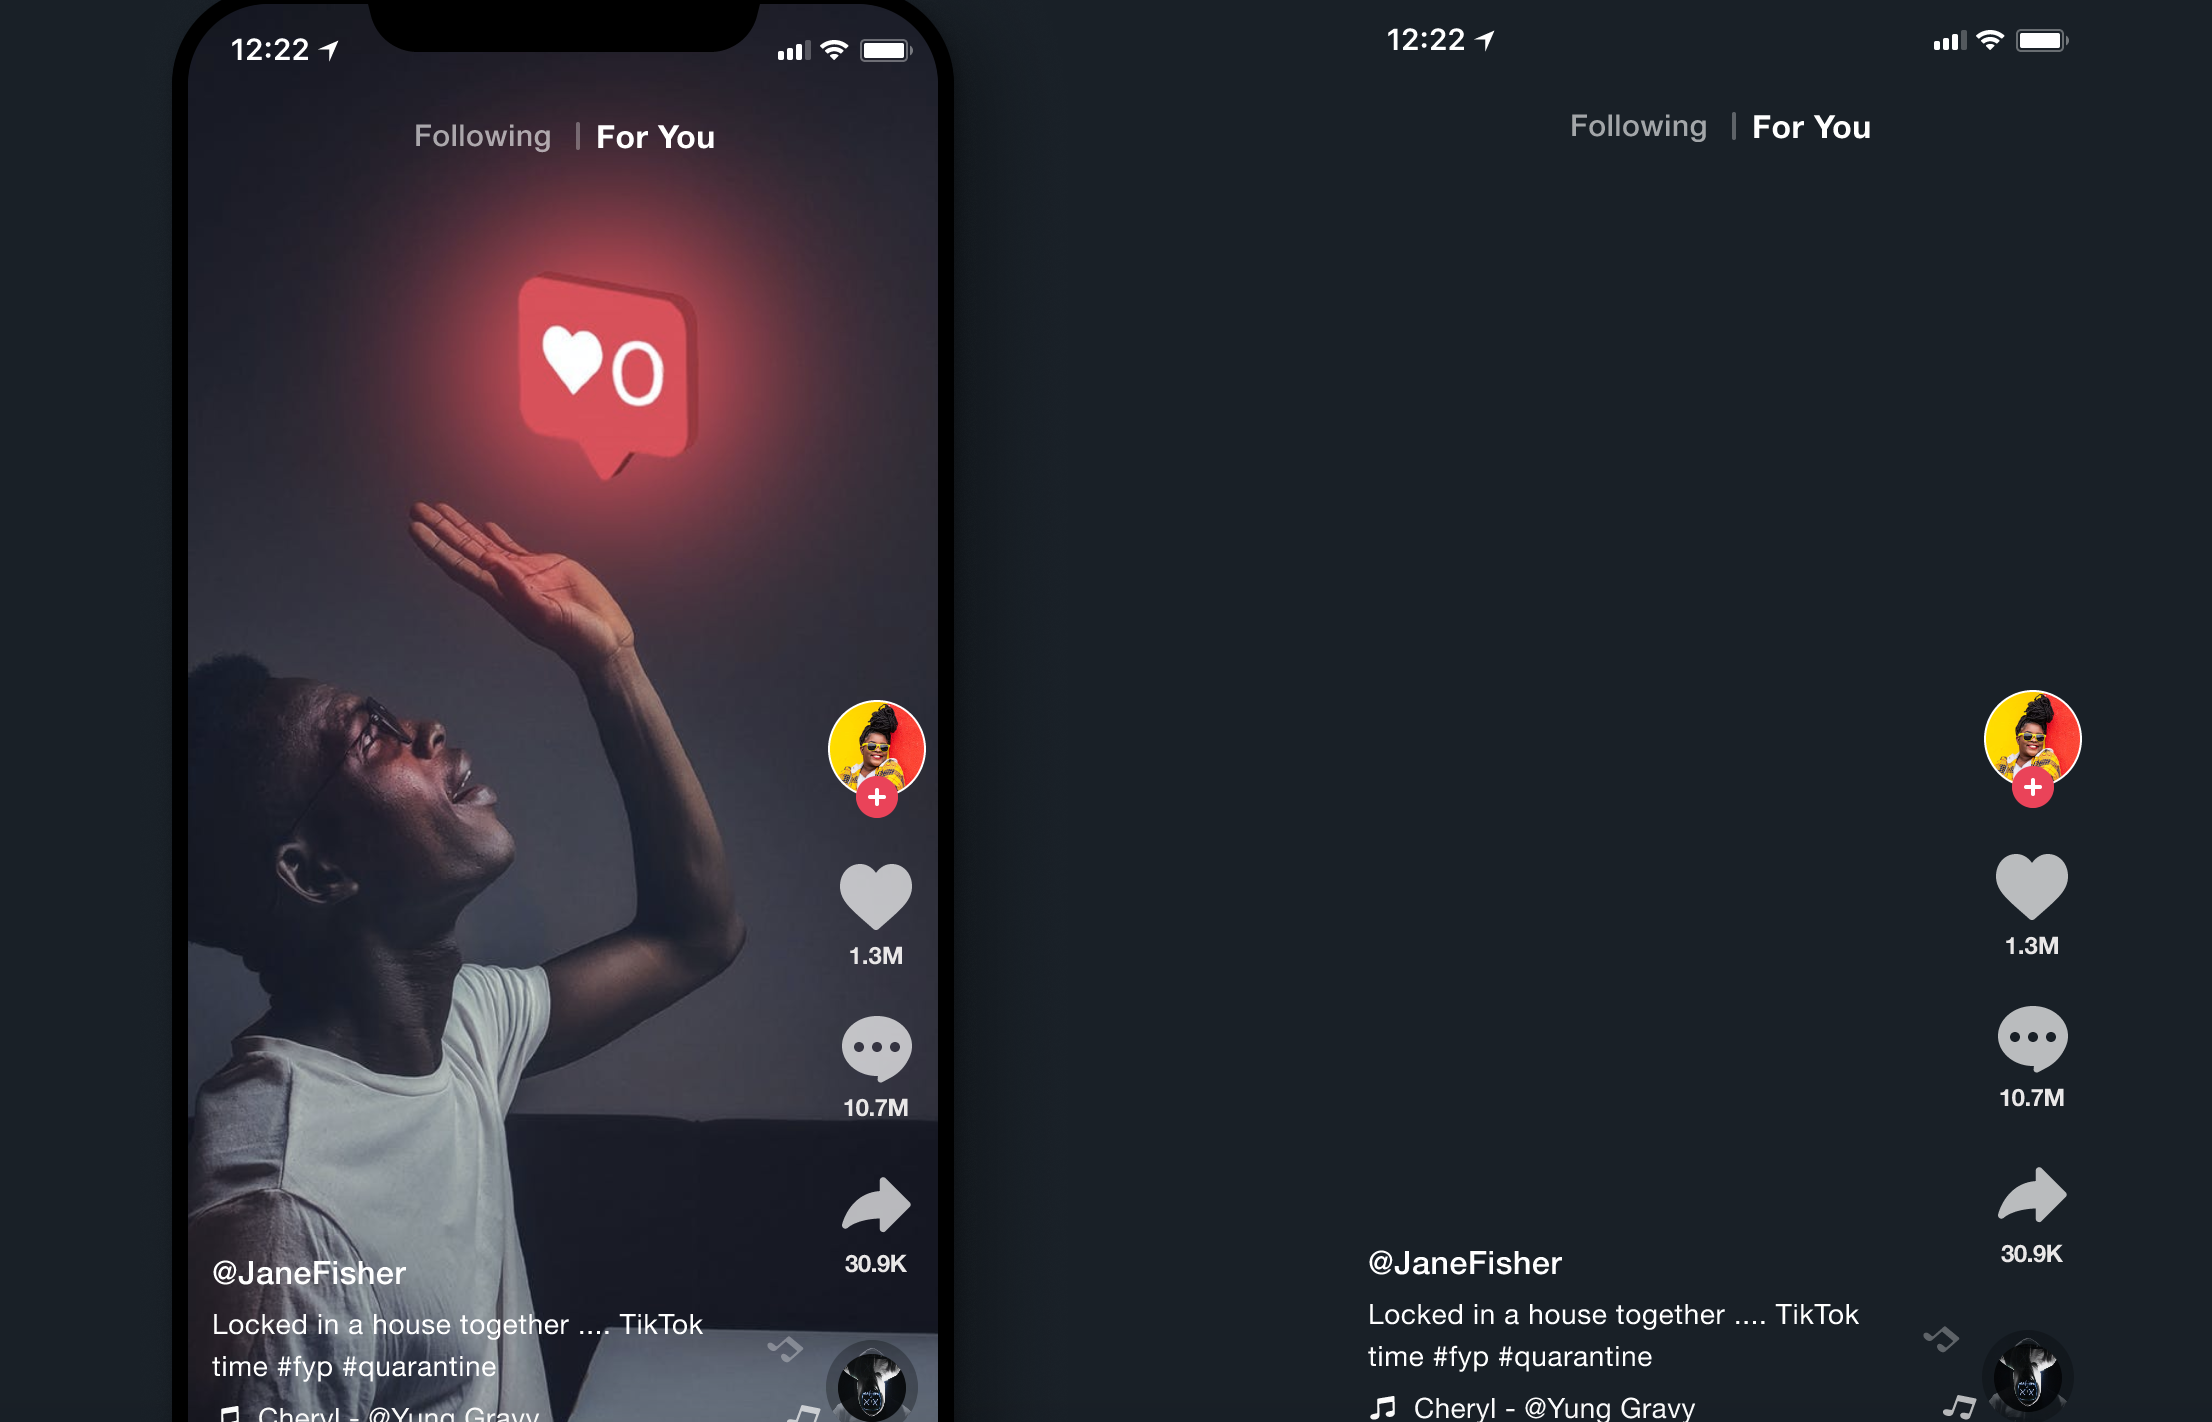 12:22
Following | For You
0
1.3M
10.7M
30.9K
@JaneFisher
Locked in a house together .... TikTok
time #fyp #quarantine
Cheryl - @Yung Gravy
12:22
Following | For You
1.3M
10.7M
30.9K
@JaneFisher
Locked in a house together .... TikTok
time #fyp #quarantine
Cheryl - @Yung Gravy